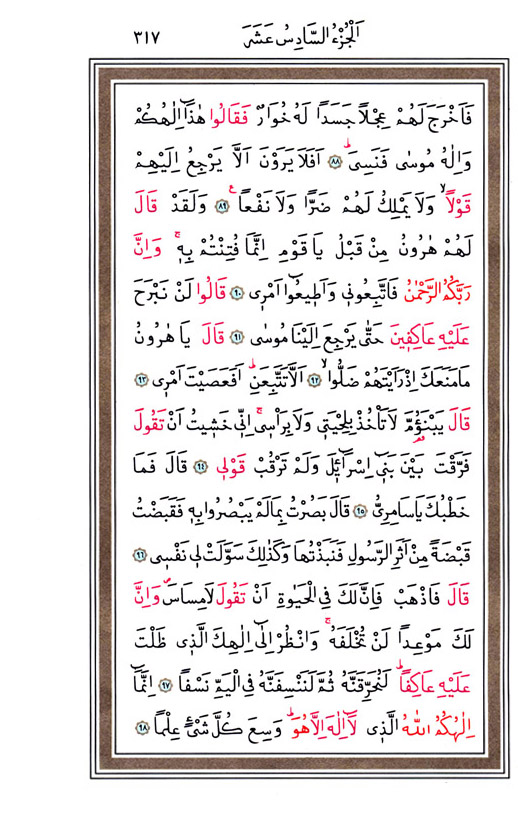 اَلْجُزْءُ السَّادِسُ عَشَرَ ٣١٧
فَاَخْرَجَ لَهُمْ عِجْلاً جَسَدًا لَهُ خُوَارٌ فَقَالُوا هٰذَٓا اِلٰهُكُمْ
وَاِلٰهُ مُوسٰى فَنَسِىَۜ ﴿٨٨﴾ اَفَلَا يَرَوْنَ اَلَّا يَرْجِعُ اِلَيْهِمْ
قَوْلاًۙ وَلَا يَمْلِكُ لَهُمْ ضَرًّا وَلَا نَفْعًا۟ ﴿٨٩﴾ وَلَقَدْ قَالَ
لَهُمْ هٰرُونُ مِنْ قَبْلُ يَا قَوْمِ اِنَّمَا فُتِنْتُمْ بِه۪ۚ وَاِنَّ
رَبَّكُمُ الرَّحْمٰنُ فَاتَّبِعُون۪ى وَاَط۪يعُٓوا اَمْر۪ى ﴿٩٠﴾ قَالُوا لَنْ نَبْرَحَ
عَلَيْهِ عَاكِف۪ينَ حَتّٰى يَرْجِعَ اِلَيْنَا مُوسٰى ﴿٩١﴾ قَالَ يَا هٰرُونُ
مَا مَنَعَكَ اِذْ رَاَيْتَهُمْ ضَلُّواۙ ﴿٩٢﴾ اَلَّا تَتَّبِعَنِۜ اَفَعَصَيْتَ اَمْر۪ى ﴿٩٣﴾
قَالَ يَبْنَؤُمَّ لَا تَأْخُذْ بِلِحْيَت۪ى وَلَا بِرَاْس۪ىۚ اِنّ۪ى خَش۪يتُ اَنْ تَقُولَ
فَرَّقْتَ بَيْنَ بَن۪ٓى اِسْرَٓائ۪لَ وَلَمْ تَرْقُبْ قَوْل۪ى ﴿٩٤﴾ قَالَ فَمَا
خَطْبُكَ يَا سَامِرِىُّ ﴿٩٥﴾ قَالَ بَصُرْتُ بِمَا لَمْ يَبْصُرُوا بِه۪ فَقَبَضْتُ
قَبْضَةً مِنْ اَثَرِ الرَّسُولِ فَنَبَذْتُهَا وَكَذٰلِكَ سَوَّلَتْ ل۪ى نَفْس۪ى ﴿٩٦﴾
قَالَ فَاذْهَبْ فَاِنَّ لَكَ فِى الْحَيٰوةِ اَنْ تَقُولَ لَا مِسَاسَۖ وَاِنَّ
لَكَ مَوْعِدًا لَنْ تُخْلَفَهُۚ وَانْظُرْ اِلٰٓى اِلٰهِكَ الَّذ۪ى ظَلْتَ
عَلَيْهِ عَاكِفًاۜ لَنُحَرِّقَنَّهُ ثُمَّ لَنَنْسِفَنَّهُ فِى الْيَمِّ نَسْفًا ﴿٩٧﴾ اِنَّمَٓا
اِلٰهُكُمُ اللّٰهُ الَّذ۪ى لَٓا اِلٰهَ اِلَّا هُوَۜ وَسِعَ كُلَّ شَىْءٍ عِلْمًا ﴿٩٨﴾